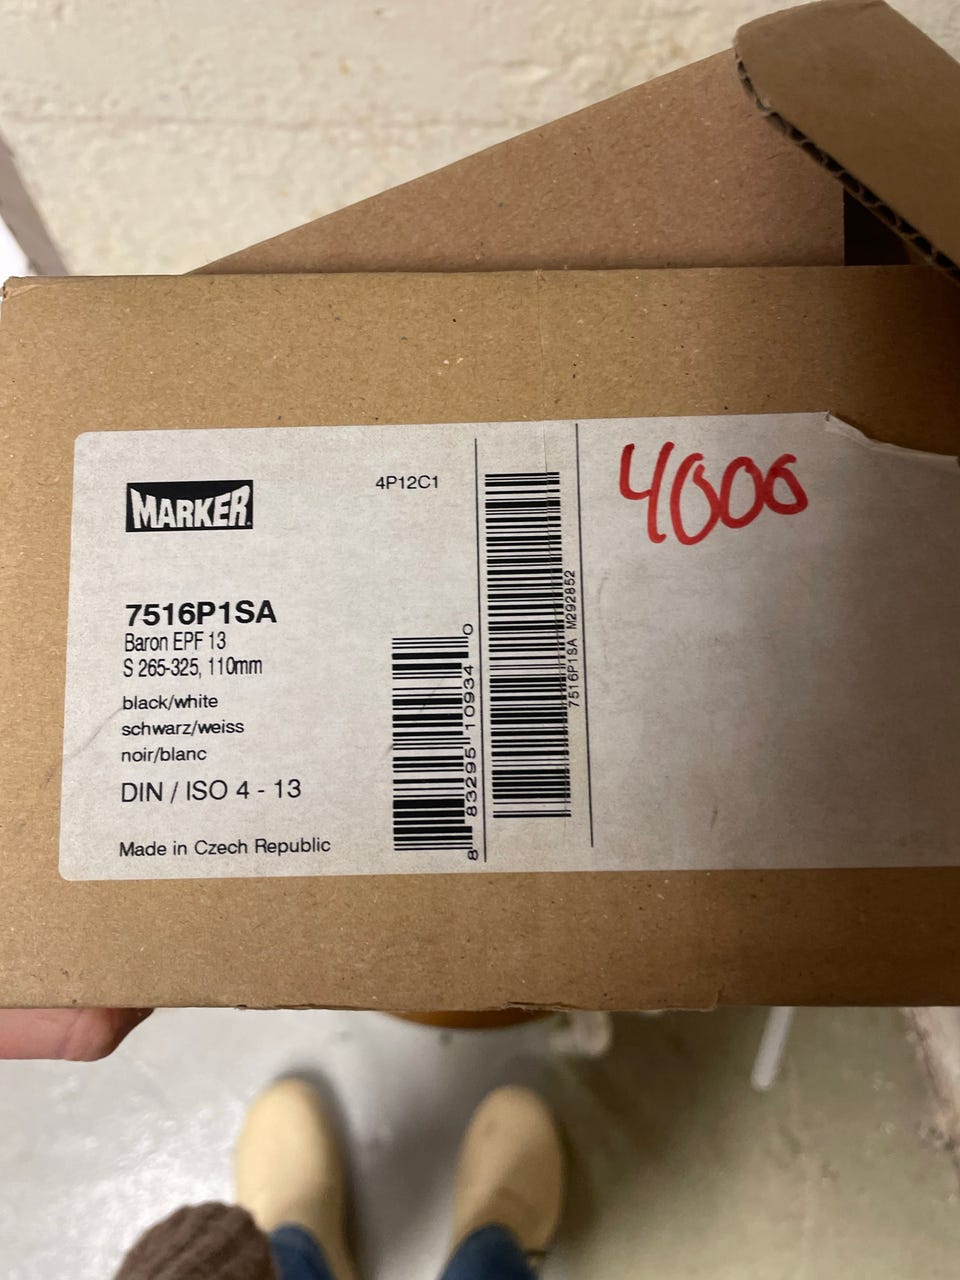 MARKER
4P12C1
4000
7516P1SA
Baron EPF 13
S 265-325, 110mm
black/white
schwarz/weiss
noir/blanc
DIN / ISO 4 - 13
Made in Czech Republic
8 83295 10934 0
7516P1SA M292852